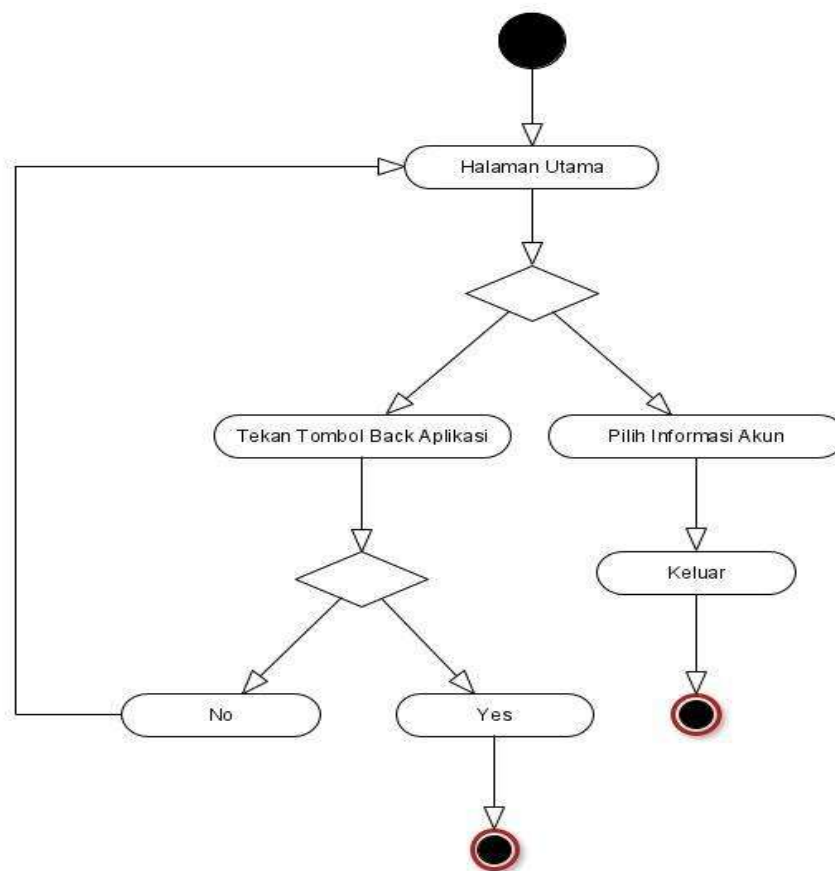 Halaman Utama
Tekan Tombol Back Aplikasi
Pilih Informasi Akun
Keluar
No
Yes